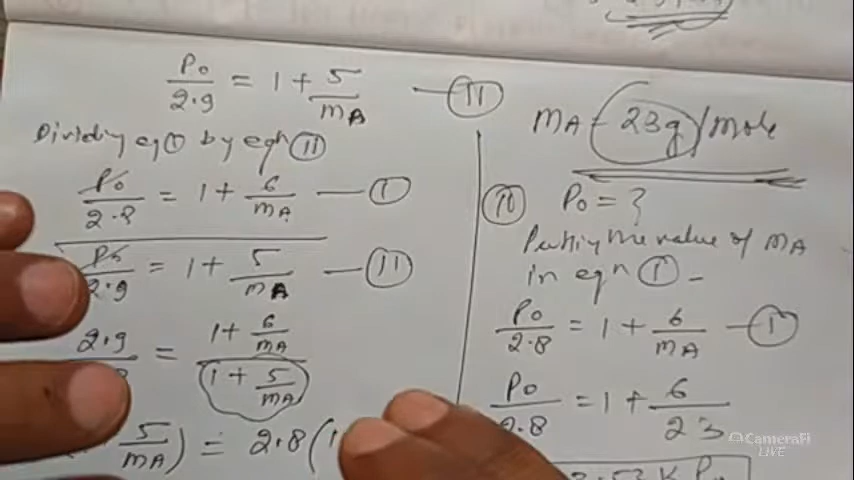 P₀/2.9 = 1 + 5/MA — II
Dividing eq I by eqn II
P₀/2.8 = 1 + 6/MA — I
P₀/2.9 = 1 + 5/MA — II
2.9 = (1 + 6/MA)/(1 + 5/MA)
5/MA) = 2.8(1
MA = 23g/mole
II P₀ = ?
Putting the value of MA
in eqn I –
P₀/2.8 = 1 + 6/MA — I
P₀/2.8 = 1 + 6/23
CameraFi
LIVE